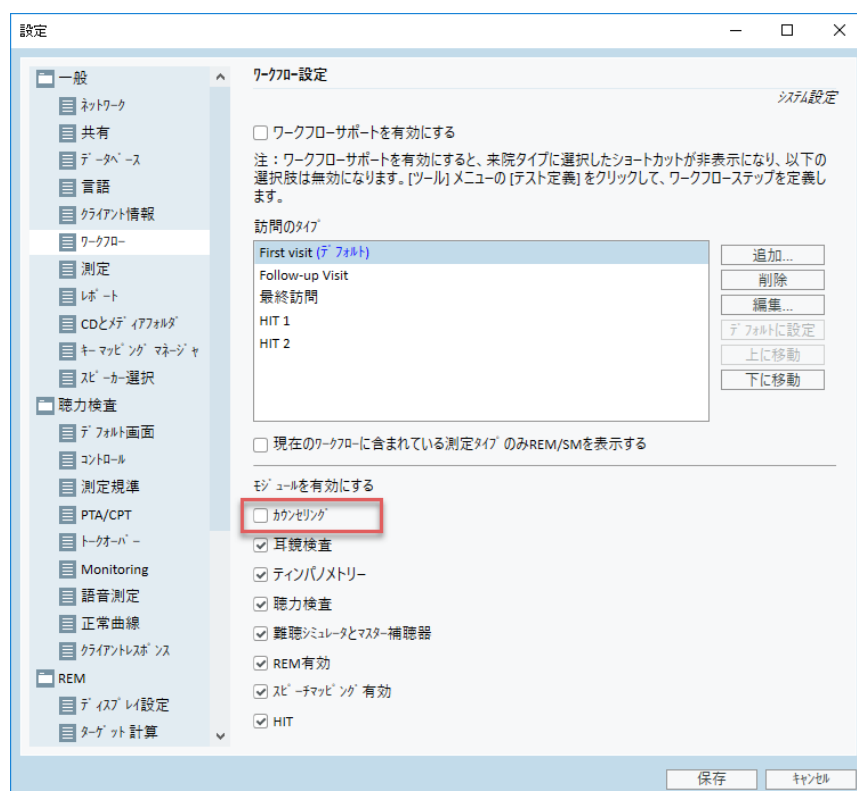 設定
一般
ﾈｯﾄﾜｰｸ
共有
ﾃﾞｰﾀﾍﾞｰｽ
言語
ｸﾗｲｱﾝﾄ情報
ﾜｰｸﾌﾛｰ
測定
ﾚﾎﾟｰﾄ
CDとﾒﾃﾞｨｱﾌｫﾙﾀﾞ
ｷｰﾏｯﾋﾟﾝｸﾞ ﾏﾈｰｼﾞｬ
ｽﾋﾟｰｶｰ選択
聴力検査
ﾃﾞﾌｫﾙﾄ画面
ｺﾝﾄﾛｰﾙ
測定規準
PTA/CPT
ﾄｰｸｵｰﾊﾞｰ
Monitoring
語音測定
正常曲線
ｸﾗｲｱﾝﾄﾚｽﾎﾟﾝｽ
REM
ﾃﾞｨｽﾌﾟﾚｲ設定
ﾀｰｹﾞｯﾄ計算
ﾜｰｸﾌﾛｰ設定
ｼｽﾃﾑ設定
ワークフローサポートを有効にする
注：ワークフローサポートを有効にすると、来院タイプに選択したショートカットが非表示になり、以下の
選択肢は無効になります。[ツール] メニューの [テスト定義] をクリックして、ワークフローステップを定義し
ます。
訪問のﾀｲﾌﾟ
First visit (ﾃﾞﾌｫﾙﾄ)
Follow-up Visit
最終訪問
HIT 1
HIT 2
追加...
削除
編集...
ﾃﾞﾌｫﾙﾄに設定
上に移動
下に移動
現在のﾜｰｸﾌﾛｰに含まれている測定ﾀｲﾌﾟのみREM/SMを表示する
ﾓｼﾞｭｰﾙを有効にする
ｶｳﾝｾﾘﾝｸﾞ
耳鏡検査
ティンパノメトリー
聴力検査
難聴ｼﾐｭﾚｰﾀとﾏｽﾀｰ補聴器
REM有効
ｽﾋﾟｰﾁﾏｯﾋﾟﾝｸﾞ有効
HIT
保存
ｷｬﾝｾﾙ